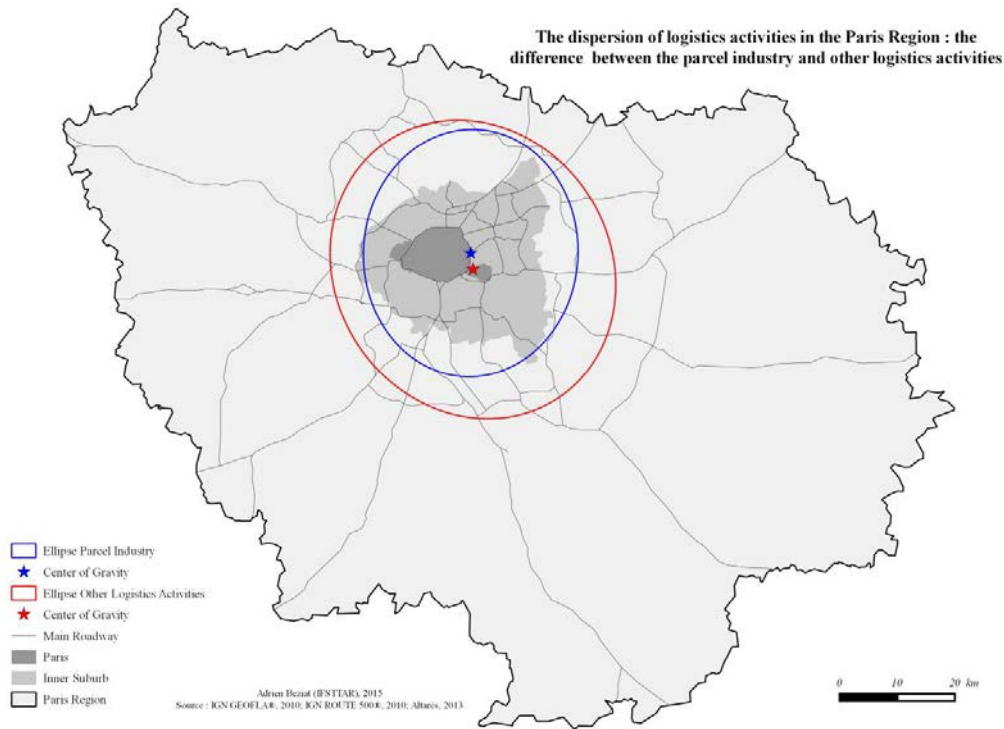 The dispersion of logistics activities in the Paris Region : the
difference between the parcel industry and other logistics activities
Ellipse Parcel Industry
Center of Gravity
Ellipse Other Logistics Activities
Center of Gravity
Main Roadway
Paris
Inner Suburb
Paris Region
Adrien Beziat (IFSTTAR), 2015
Source : IGN GEOFLA®, 2010; IGN ROUTE 500®, 2010; Altarès, 2013
0 10 20 km